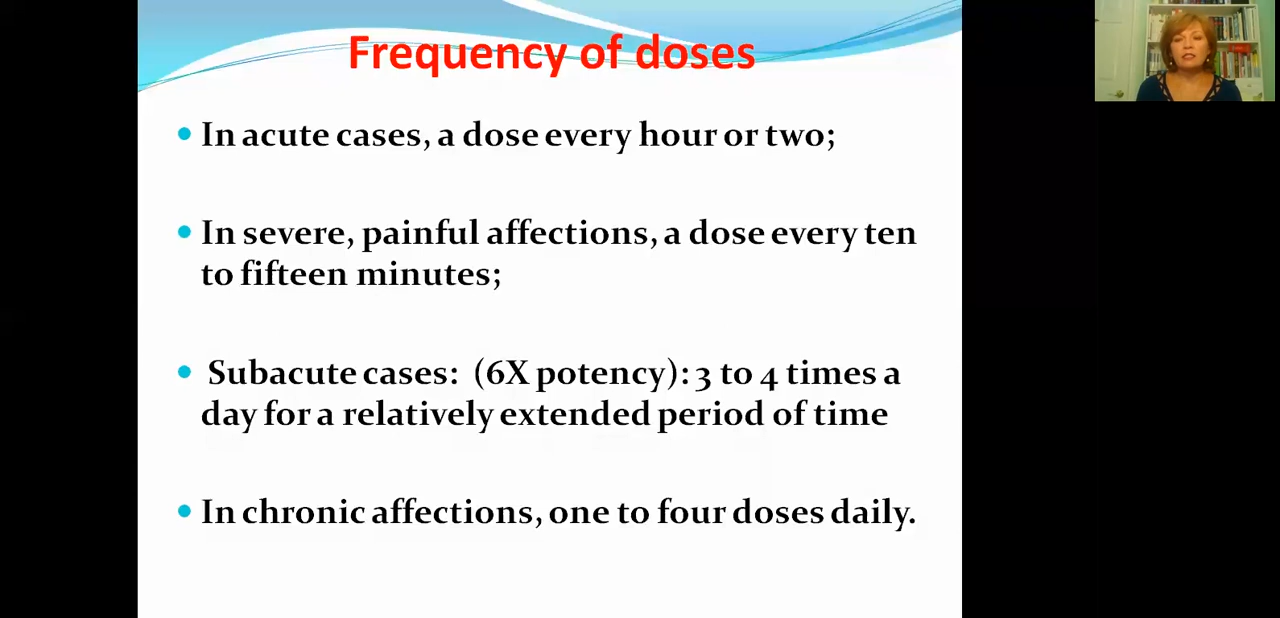 Frequency of doses
In acute cases, a dose every hour or two;
In severe, painful affections, a dose every ten
to fifteen minutes;
Subacute cases: (6X potency): 3 to 4 times a
day for a relatively extended period of time
In chronic affections, one to four doses daily.